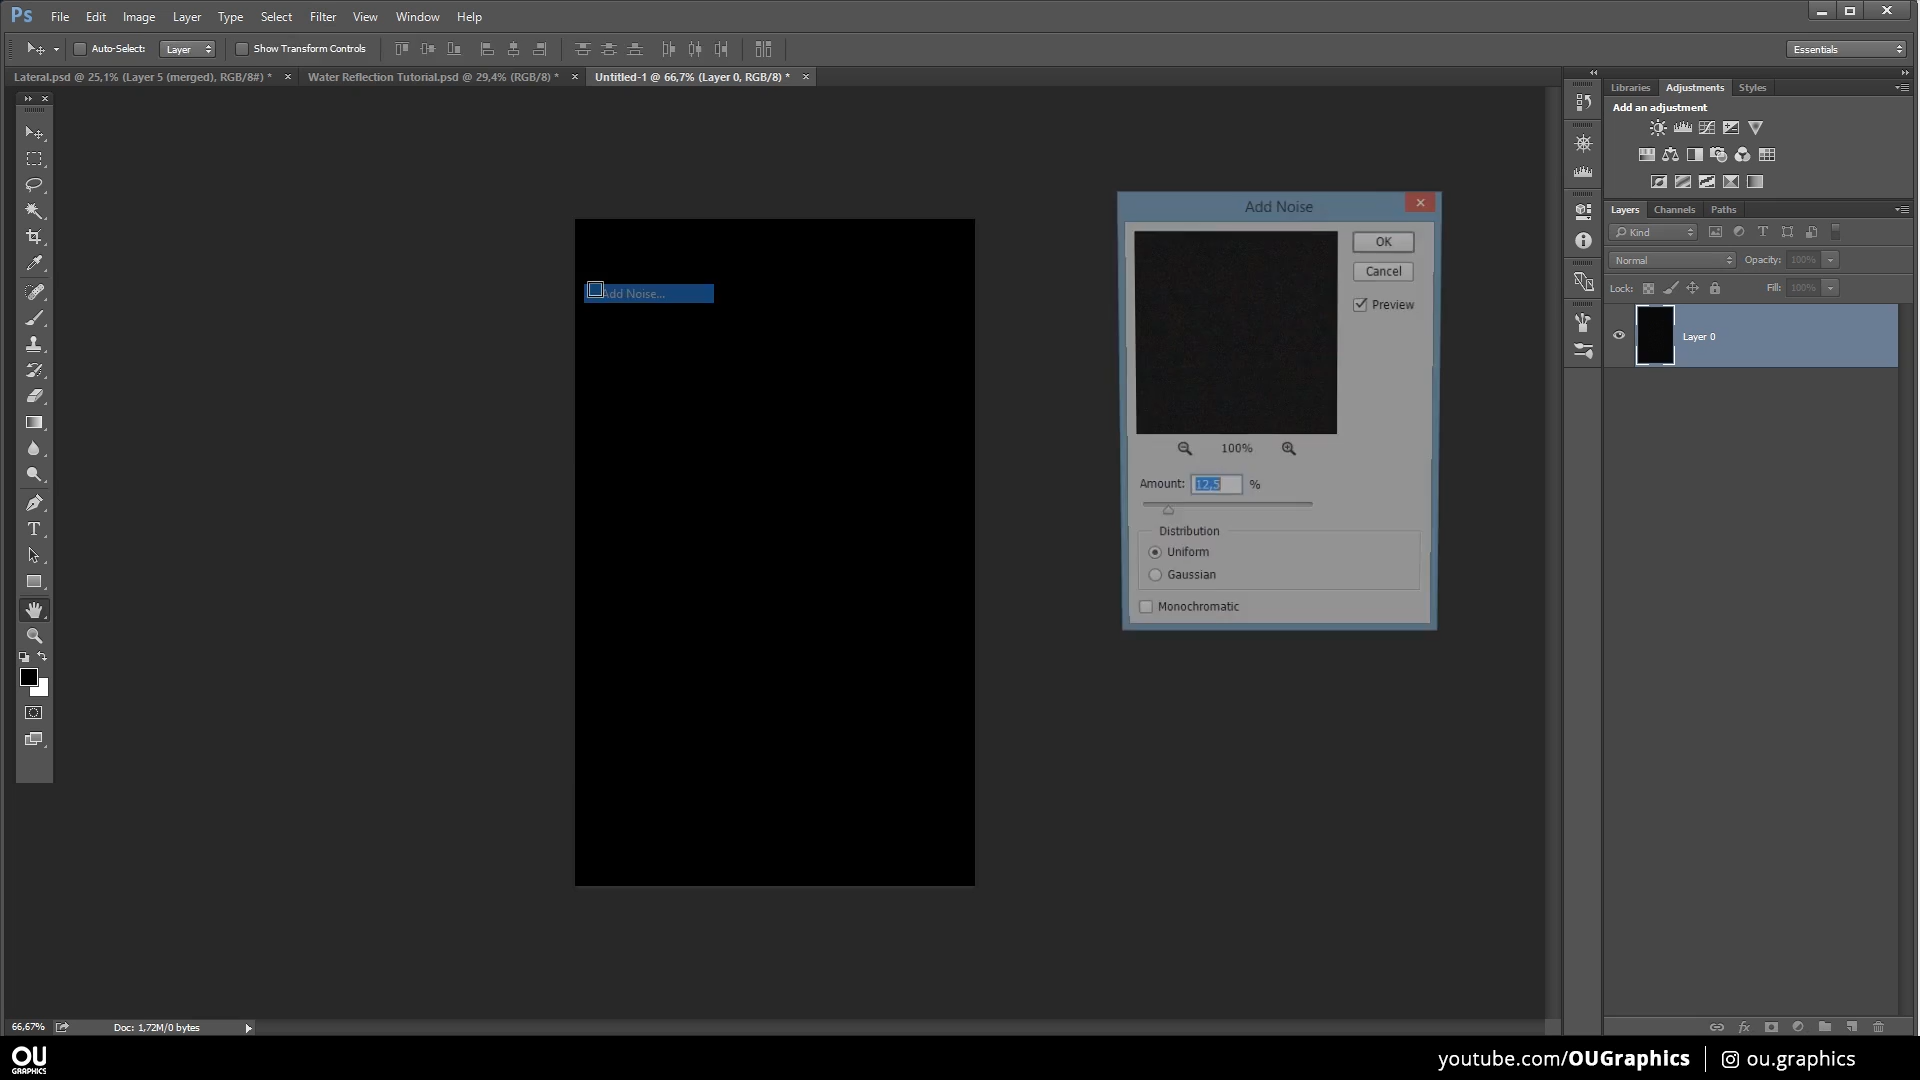 Ps File Edit Image Layer Type Select Filter View Window Help
Auto-Select: Layer Show Transform Controls Essentials
Lateral.psd @ 25,1% (Layer 5 (merged), RGB/8#) * Water Reflection Tutorial.psd @ 29,4% (RGB/8) * Untitled-1 @ 66,7% (Layer 0, RGB/8) *
Libraries Adjustments Styles
Add an adjustment
Layers Channels Paths
Kind
Normal Opacity: 100%
Lock: Fill: 100%
Layer 0
Add Noise...
Add Noise
OK
Cancel
Preview
100%
Amount: 12,5 %
Distribution
Uniform
Gaussian
Monochromatic
66,67% Doc: 1,72M/0 bytes
OU
GRAPHICS
youtube.com/OUGraphics ou.graphics